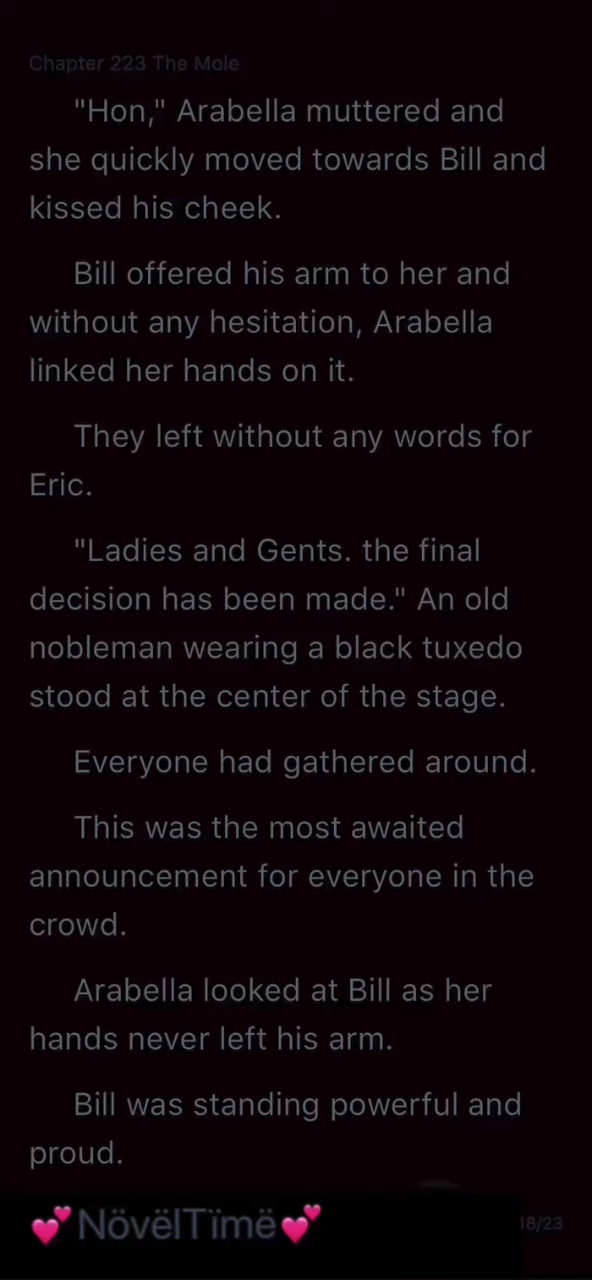 Chapter 223 The Mole
"Hon," Arabella muttered and
she quickly moved towards Bill and
kissed his cheek.
Bill offered his arm to her and
without any hesitation, Arabella
linked her hands on it.
They left without any words for
Eric.
"Ladies and Gents. the final
decision has been made." An old
nobleman wearing a black tuxedo
stood at the center of the stage.
Everyone had gathered around.
This was the most awaited
announcement for everyone in the
crowd.
Arabella looked at Bill as her
hands never left his arm.
Bill was standing powerful and
proud.
💕NövëlTïmë💕
18/23